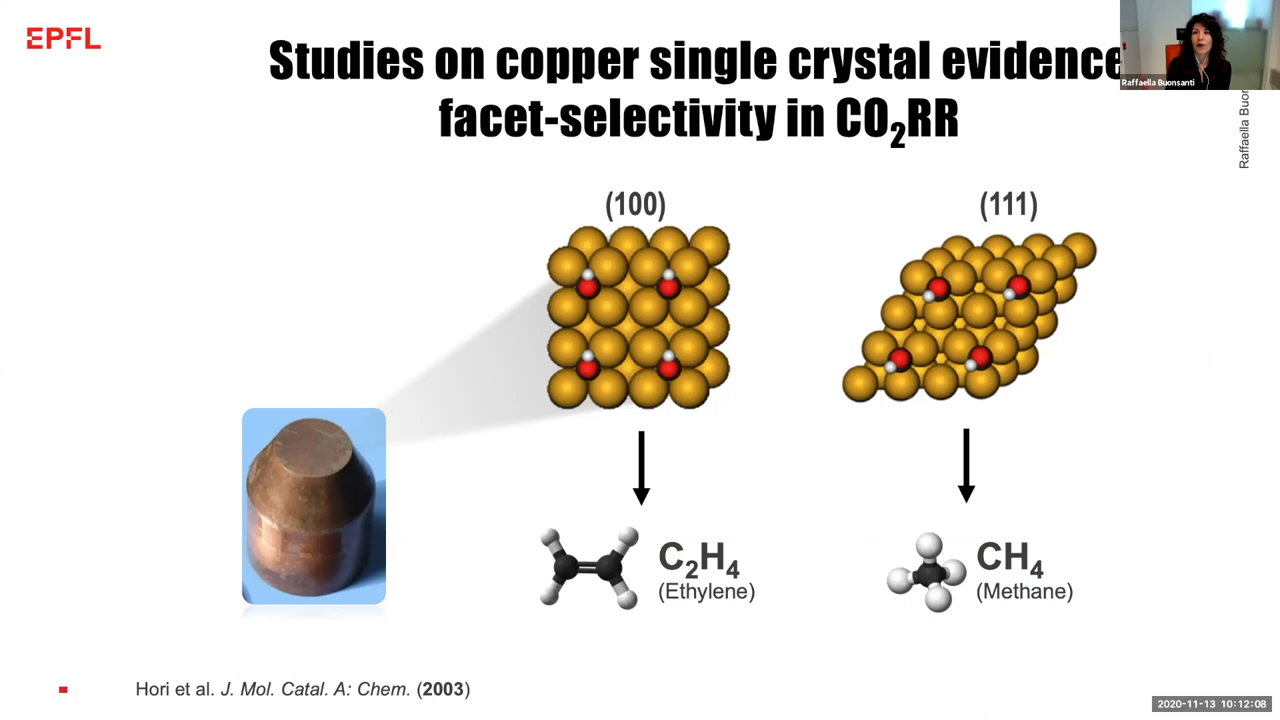 EPFL
Studies on copper single crystal evidence
facet-selectivity in CO₂RR
Raffaella Buonsanti
Raffaella Buon
(100)
(111)
C₂H₄
(Ethylene)
CH₄
(Methane)
Hori et al. J. Mol. Catal. A: Chem. (2003)
2020-11-13 10:12:08